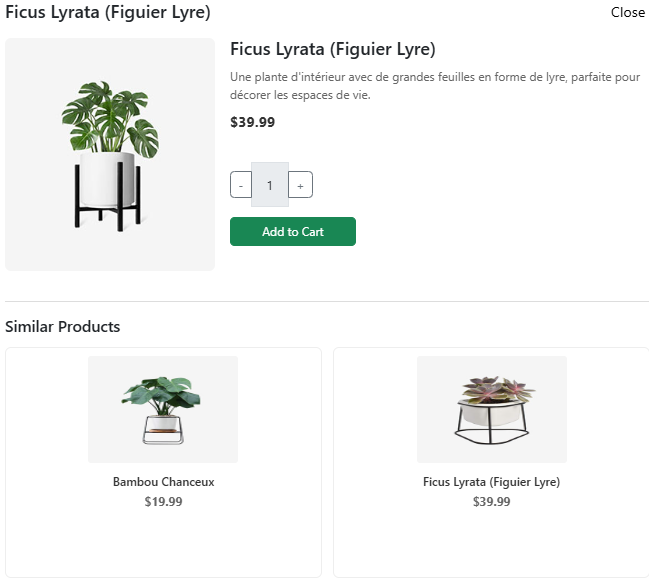 Ficus Lyrata (Figuier Lyre)
Close
Ficus Lyrata (Figuier Lyre)
Une plante d'intérieur avec de grandes feuilles en forme de lyre, parfaite pour
décorer les espaces de vie.
$39.99
- 1 +
Add to Cart
Similar Products
Bambou Chanceux
$19.99
Ficus Lyrata (Figuier Lyre)
$39.99